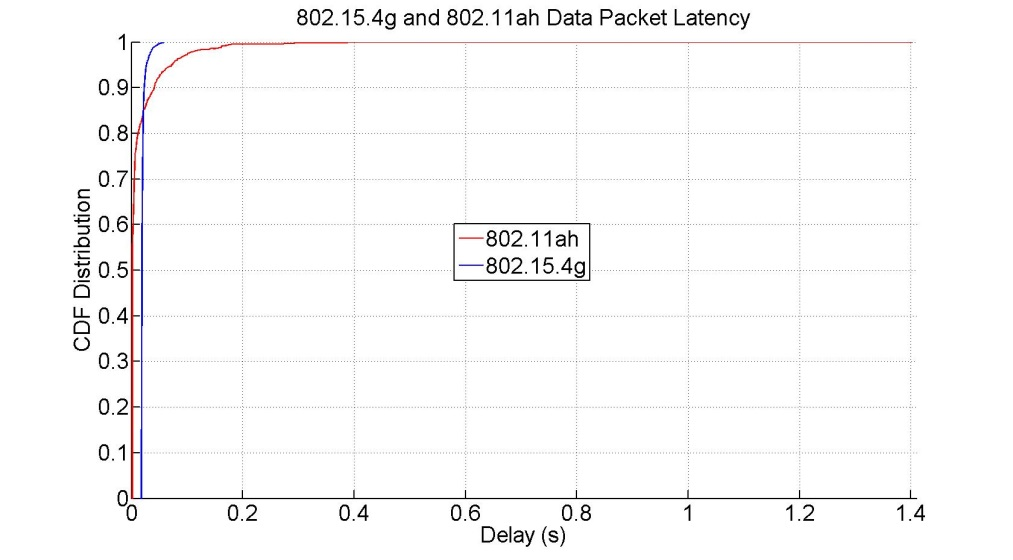 802.15.4g and 802.11ah Data Packet Latency
1
0.9
0.8
0.7
0.6
0.5
0.4
0.3
0.2
0.1
0
CDF Distribution
802.11ah
802.15.4g
0 0.2 0.4 0.6 0.8 1 1.2 1.4
Delay (s)